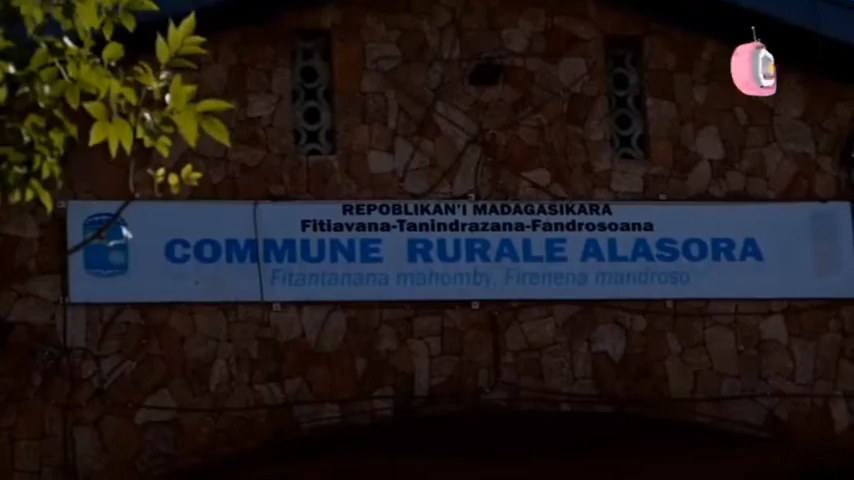 REPOBLIKAN'I MADAGASIKARA
Fitiavana-Tanindrazana-Fandrosoana
COMMUNE RURALE ALASORA
Fitantanana mahomby, Firenena mandroso